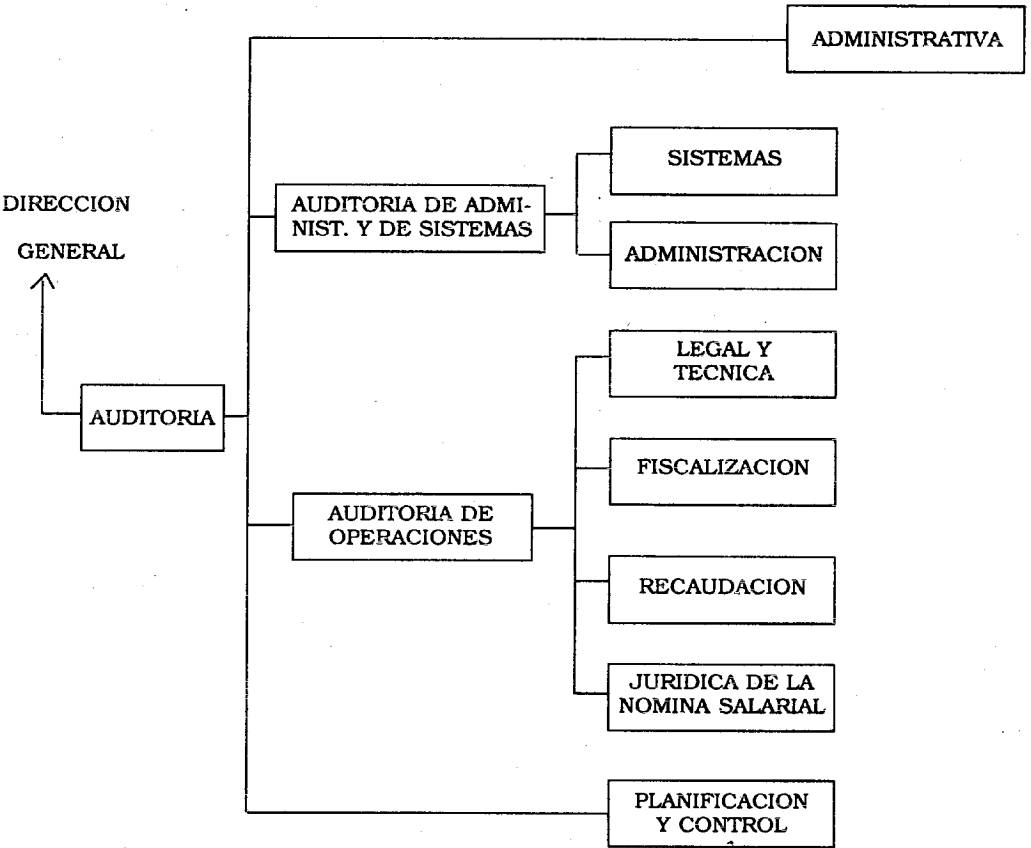 ADMINISTRATIVA
SISTEMAS
AUDITORIA DE ADMI-
NIST. Y DE SISTEMAS
ADMINISTRACION
DIRECCION
GENERAL
LEGAL Y
TECNICA
AUDITORIA
FISCALIZACION
AUDITORIA DE
OPERACIONES
RECAUDACION
JURIDICA DE LA
NOMINA SALARIAL
PLANIFICACION
Y CONTROL